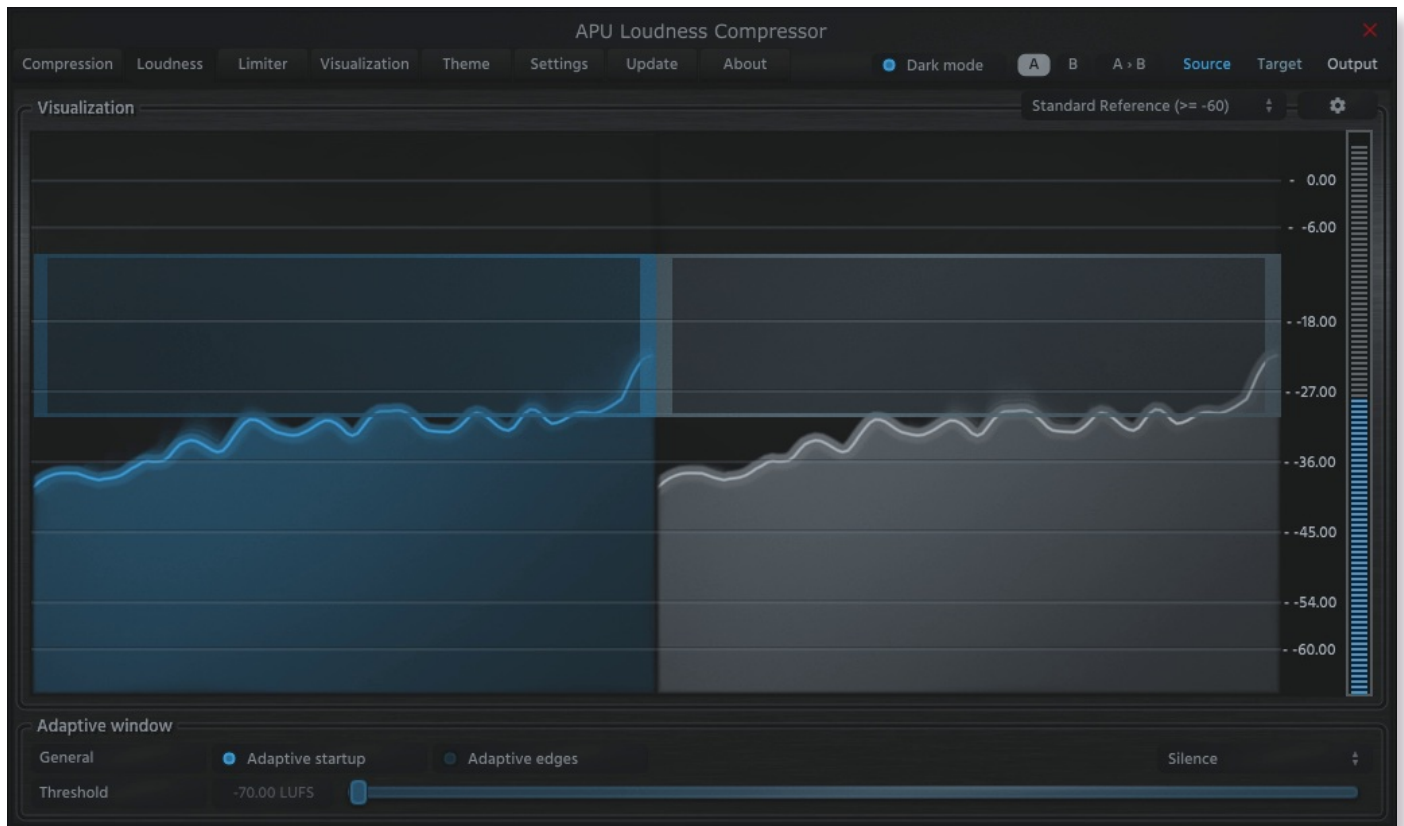 APU Loudness Compressor
Compression Loudness Limiter Visualization Theme Settings Update About Dark mode A B A › B Source Target Output
Visualization Standard Reference (>= -60)
- 0.00
- -6.00
- -18.00
- -27.00
- -36.00
- -45.00
- -54.00
- -60.00
Adaptive window
General Adaptive startup Adaptive edges Silence
Threshold -70.00 LUFS